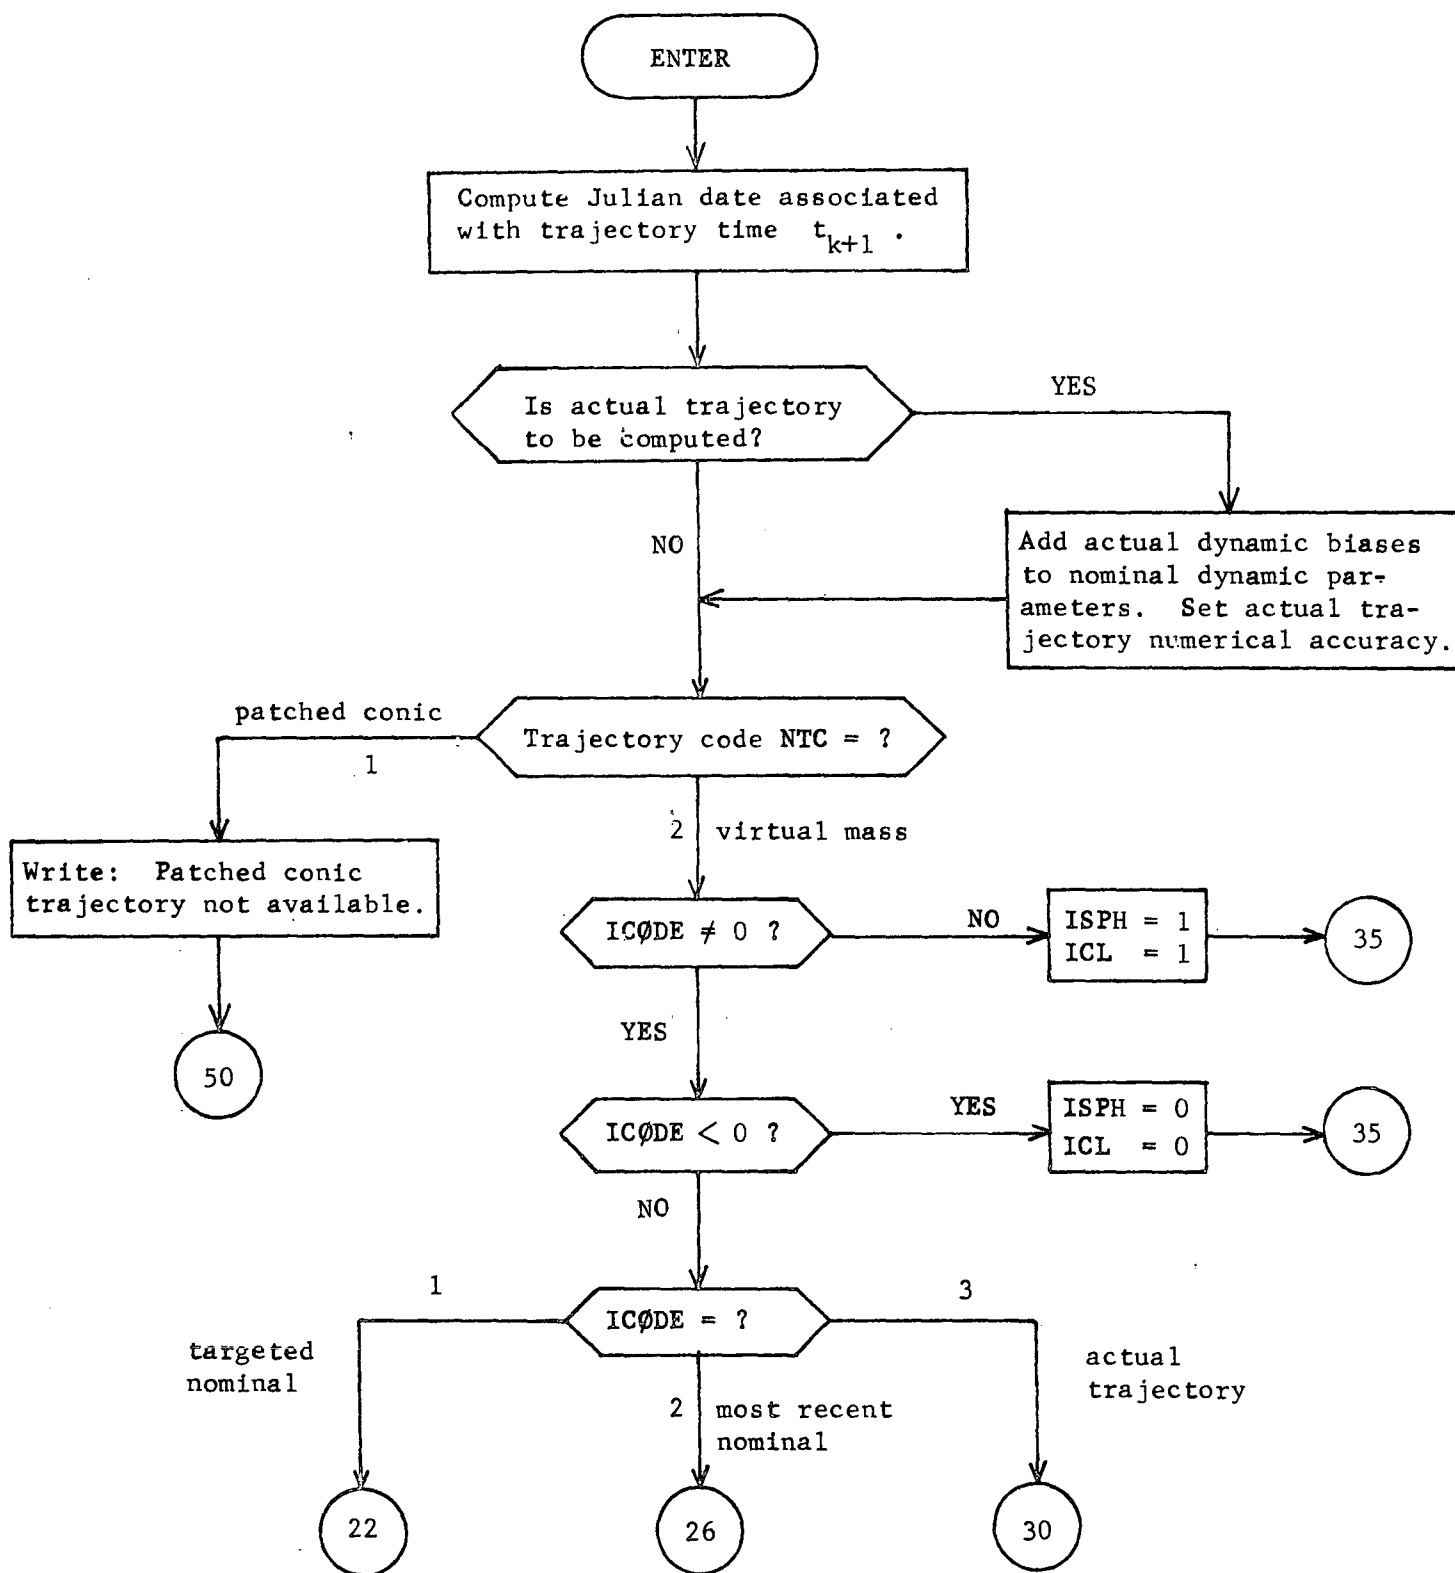 ENTER
Compute Julian date associated
with trajectory time t_{k+1} .
Is actual trajectory
to be computed?
YES
NO
Add actual dynamic biases
to nominal dynamic par-
ameters. Set actual tra-
jectory numerical accuracy.
patched conic
1
Trajectory code NTC = ?
2 virtual mass
Write: Patched conic
trajectory not available.
50
ICØDE ≠ 0 ?
NO
ISPH = 1
ICL = 1
35
YES
ICØDE < 0 ?
YES
ISPH = 0
ICL = 0
35
NO
ICØDE = ?
1
targeted
nominal
2 most recent
nominal
3
actual
trajectory
22
26
30